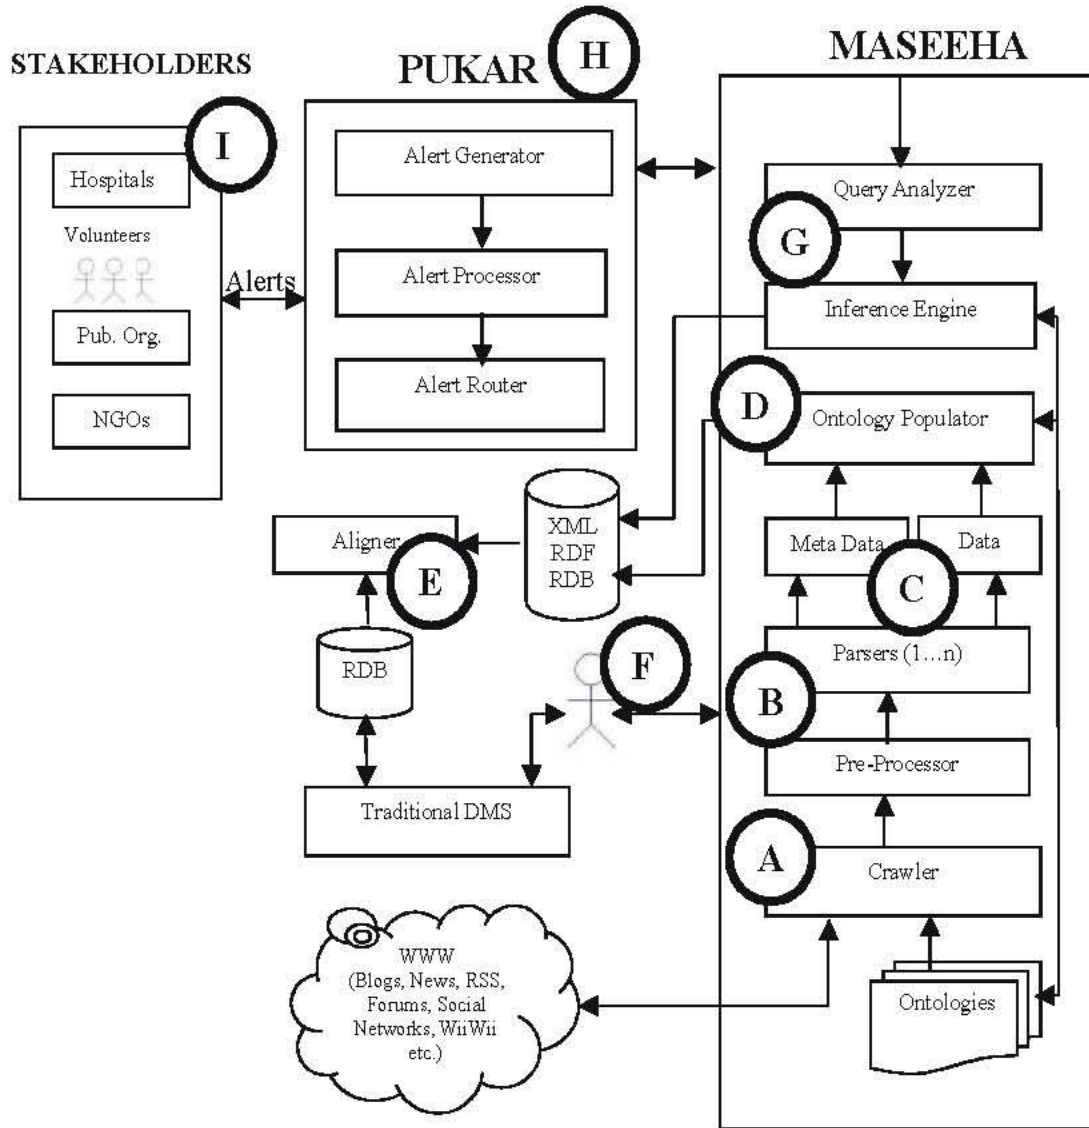 STAKEHOLDERS
I
Hospitals
Volunteers
Pub. Org.
NGOs
Alerts
PUKAR
H
Alert Generator
Alert Processor
Alert Router
MASEEHA
Query Analyzer
G
Inference Engine
D
Ontology Populator
Meta Data
Data
C
Parsers (1...n)
B
Pre-Processor
A
Crawler
Ontologies
Aligner
E
XML
RDF
RDB
RDB
F
Traditional DMS
WWW
(Blogs, News, RSS,
Forums, Social
Networks, WiiWii
etc.)